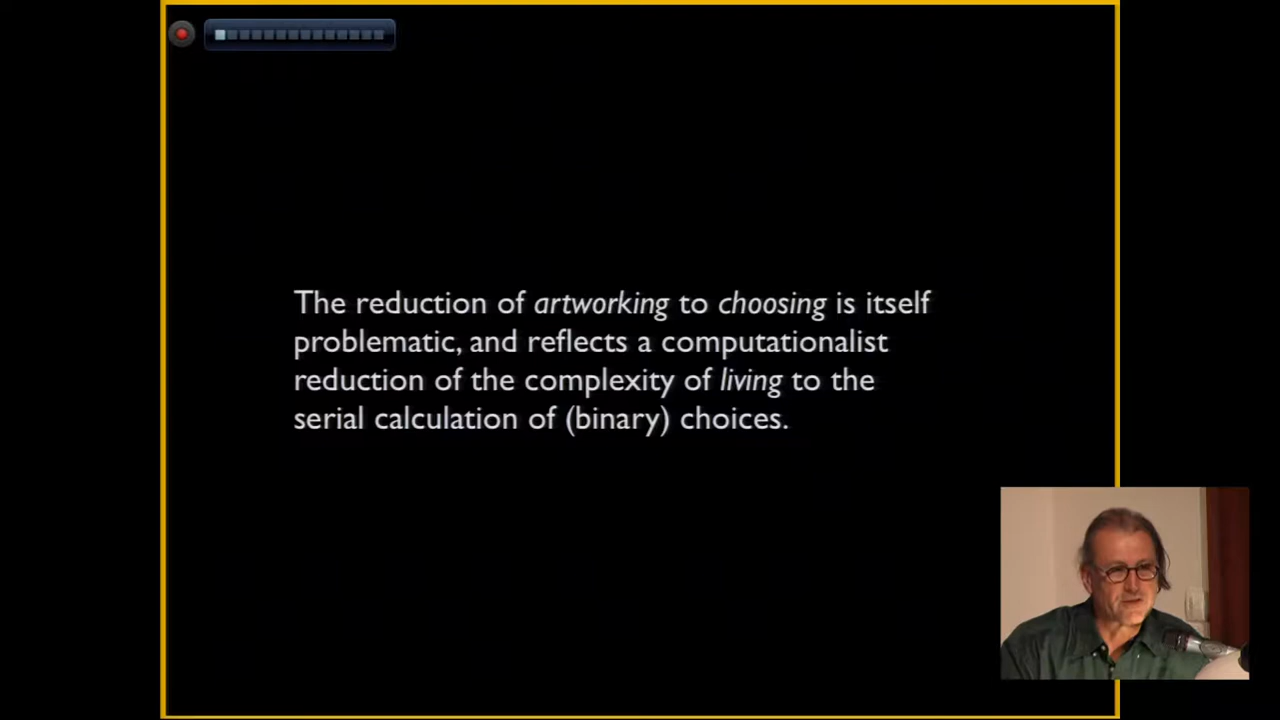 The reduction of artworking to choosing is itself
problematic, and reflects a computationalist
reduction of the complexity of living to the
serial calculation of (binary) choices.